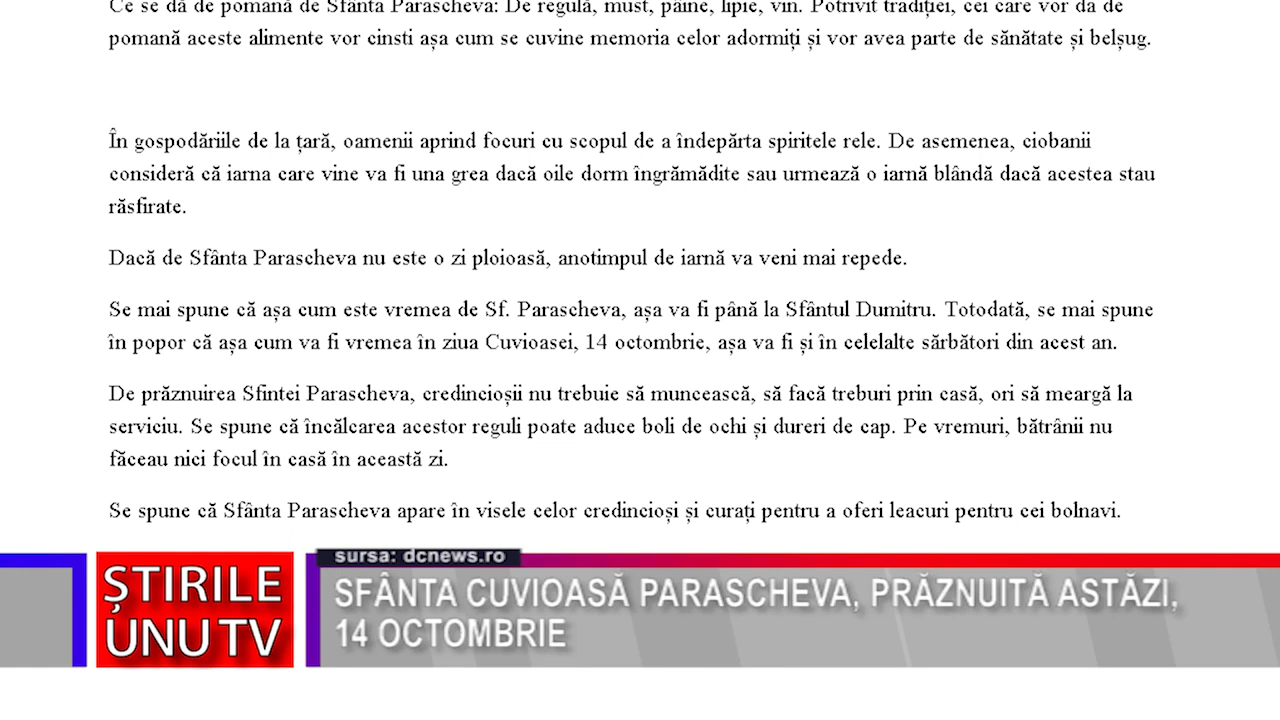 Ce se dă de pomană de Sfânta Parascheva: De regulă, must, pâine, lipie, vin. Potrivit tradiției, cei care vor da de
pomană aceste alimente vor cinsti așa cum se cuvine memoria celor adormiți și vor avea parte de sănătate și belșug.
În gospodăriile de la țară, oamenii aprind focuri cu scopul de a îndepărta spiritele rele. De asemenea, ciobanii
consideră că iarna care vine va fi una grea dacă oile dorm îngrămădite sau urmează o iarnă blândă dacă acestea stau
răsfirate.
Dacă de Sfânta Parascheva nu este o zi ploioasă, anotimpul de iarnă va veni mai repede.
Se mai spune că așa cum este vremea de Sf. Parascheva, așa va fi până la Sfântul Dumitru. Totodată, se mai spune
în popor că așa cum va fi vremea în ziua Cuvioasei, 14 octombrie, așa va fi și în celelalte sărbători din acest an.
De prăznuirea Sfintei Parascheva, credincioșii nu trebuie să muncească, să facă treburi prin casă, ori să meargă la
serviciu. Se spune că încălcarea acestor reguli poate aduce boli de ochi și dureri de cap. Pe vremuri, bătrânii nu
făceau nici focul în casă în această zi.
Se spune că Sfânta Parascheva apare în visele celor credincioși și curați pentru a oferi leacuri pentru cei bolnavi.
sursa: dcnews.ro
ȘTIRILE
UNU TV
SFÂNTA CUVIOASĂ PARASCHEVA, PRĂZNUITĂ ASTĂZI,
14 OCTOMBRIE